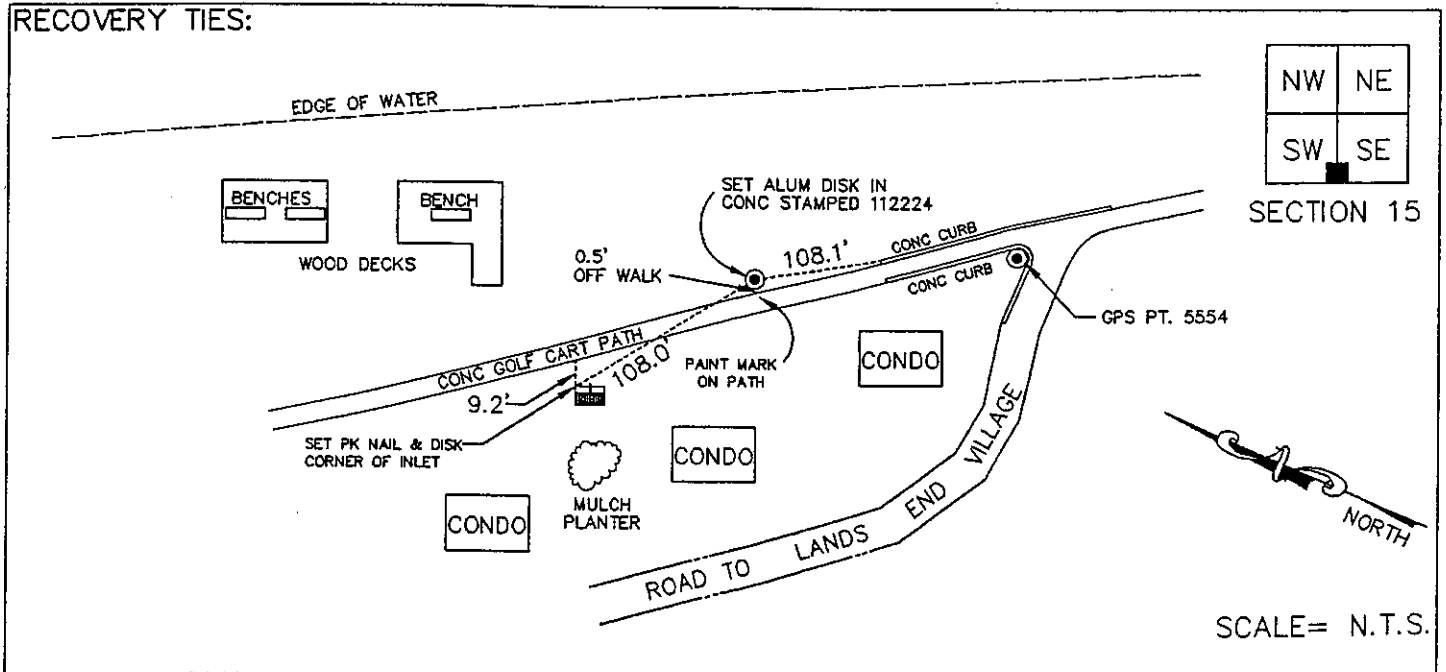 RECOVERY TIES:
EDGE OF WATER
NW
NE
SW
SE
SECTION 15
BENCHES
BENCH
WOOD DECKS
SET ALUM DISK IN
CONC STAMPED 112224
0.5'
OFF WALK
108.1'
CONC CURB
CONC CURB
GPS PT. 5554
CONC GOLF CART PATH
108.0'
PAINT MARK
ON PATH
CONDO
9.2'
SET PK NAIL & DISK
CORNER OF INLET
MULCH
PLANTER
CONDO
CONDO
ROAD TO LANDS END VILLAGE
NORTH
SCALE= N.T.S.